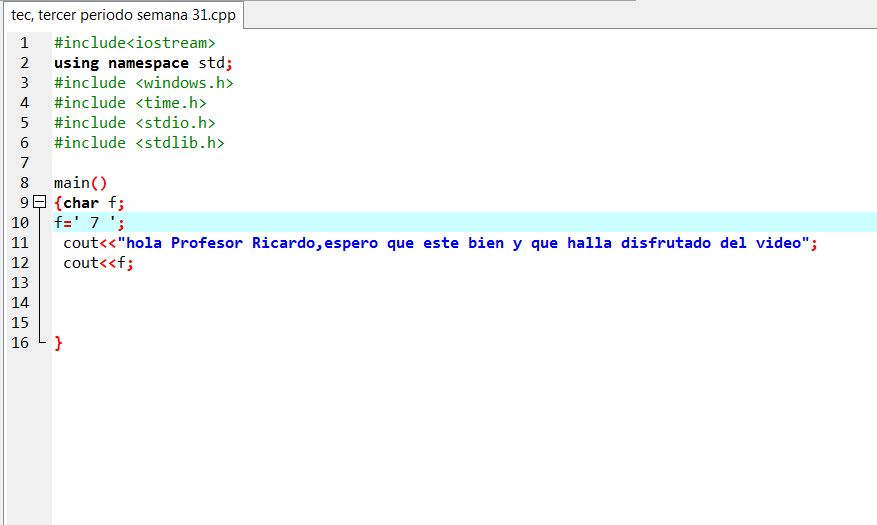 tec, tercer periodo semana 31.cpp
1 #include<iostream>
2 using namespace std;
3 #include <windows.h>
4 #include <time.h>
5 #include <stdio.h>
6 #include <stdlib.h>
7
8 main()
9 {char f;
10 f=' 7 ';
11 cout<<"hola Profesor Ricardo,espero que este bien y que halla disfrutado del video";
12 cout<<f;
13
14
15
16 }